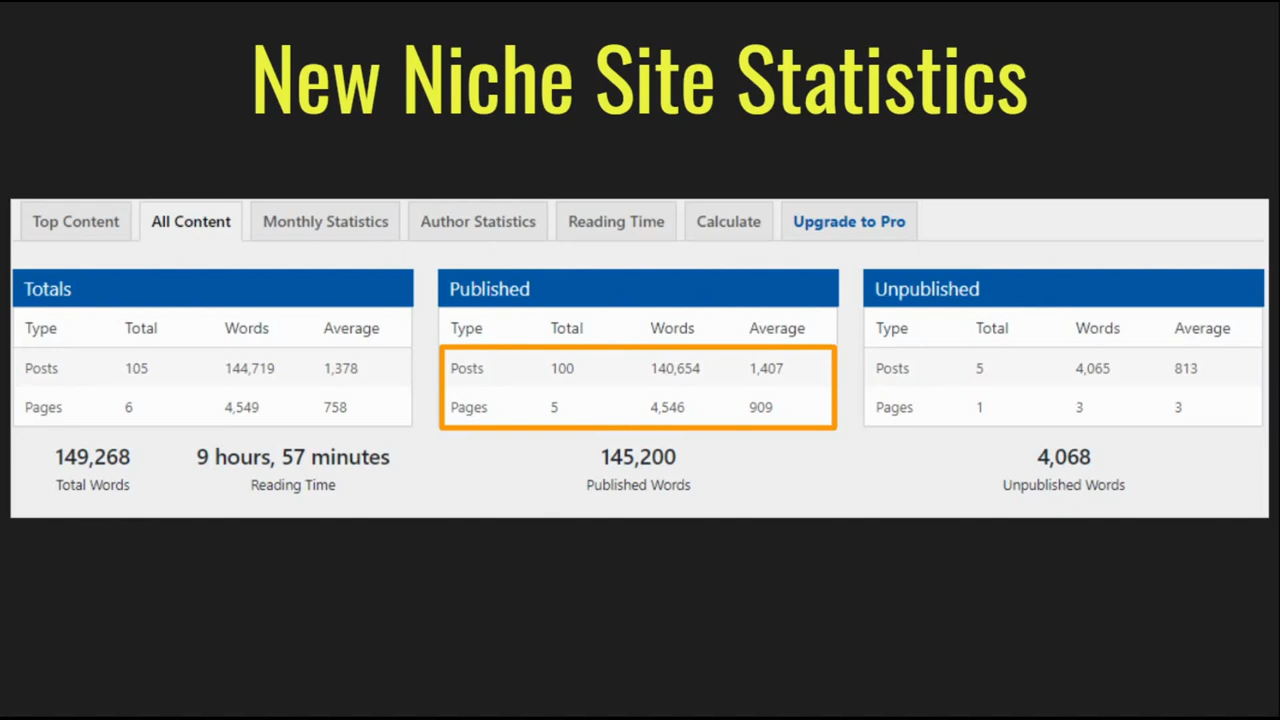 New Niche Site Statistics
Top Content All Content Monthly Statistics Author Statistics Reading Time Calculate Upgrade to Pro
Totals
Type Total Words Average
Posts 105 144,719 1,378
Pages 6 4,549 758
149,268 9 hours, 57 minutes
Total Words Reading Time
Published
Type Total Words Average
Posts 100 140,654 1,407
Pages 5 4,546 909
145,200
Published Words
Unpublished
Type Total Words Average
Posts 5 4,065 813
Pages 1 3 3
4,068
Unpublished Words